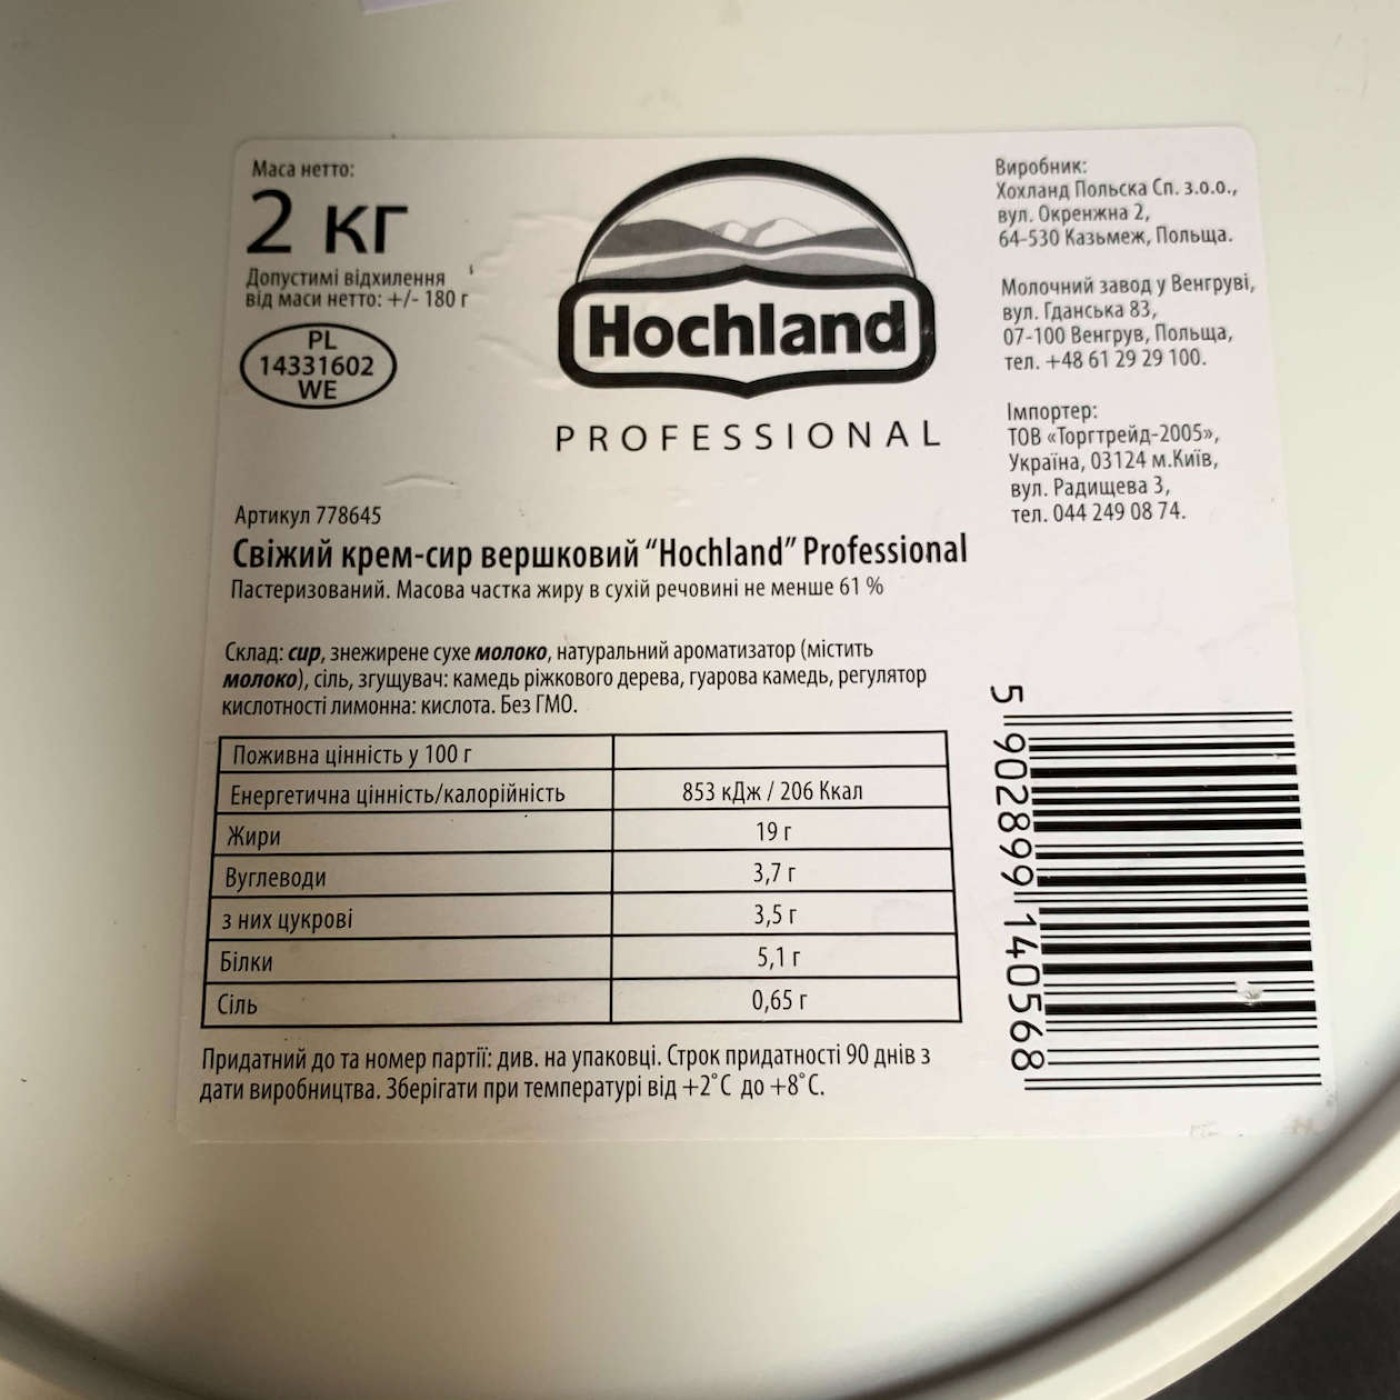 Маса нетто:
2 кг
Допустимі відхилення
від маси нетто: +/- 180 г
PL
14331602
WE
Hochland
PROFESSIONAL
Виробник:
Хохланд Польска Сп. з.о.о.,
вул. Окренжна 2,
64-530 Казьмеж, Польща.
Молочний завод у Венгруві,
вул. Гданська 83,
07-100 Венгрув, Польща,
тел. +48 61 29 29 100.
Імпортер:
ТОВ «Торгтрейд-2005»,
Україна, 03124 м.Київ,
вул. Радищева 3,
тел. 044 249 08 74.
Артикул 778645
Свіжий крем-сир вершковий “Hochland” Professional
Пастеризований. Масова частка жиру в сухій речовині не менше 61 %
Склад: сир, знежирене сухе молоко, натуральний ароматизатор (містить
молоко), сіль, згущувач: камедь ріжкового дерева, гуарова камедь, регулятор
кислотності лимонна: кислота. Без ГМО.
Поживна цінність у 100 г
Енергетична цінність/калорійність 853 кДж / 206 Ккал
Жири 19 г
Вуглеводи 3,7 г
з них цукрові 3,5 г
Білки 5,1 г
Сіль 0,65 г
Придатний до та номер партії: див. на упаковці. Строк придатності 90 днів з
дати виробництва. Зберігати при температурі від +2°С до +8°С.
5 902899 140568